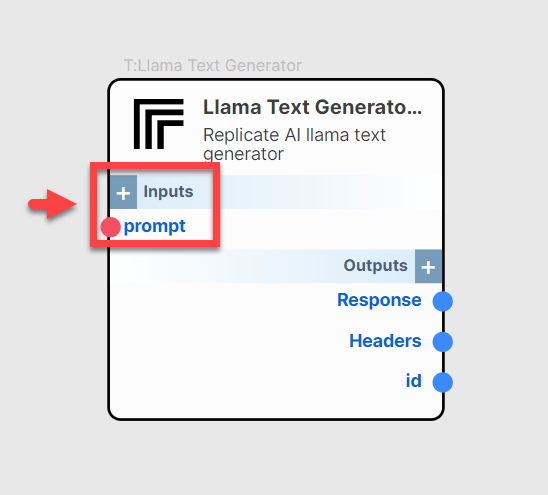 T:Llama Text Generator
Llama Text Generato...
Replicate AI llama text
generator
+ Inputs
prompt
Outputs +
Response
Headers
id